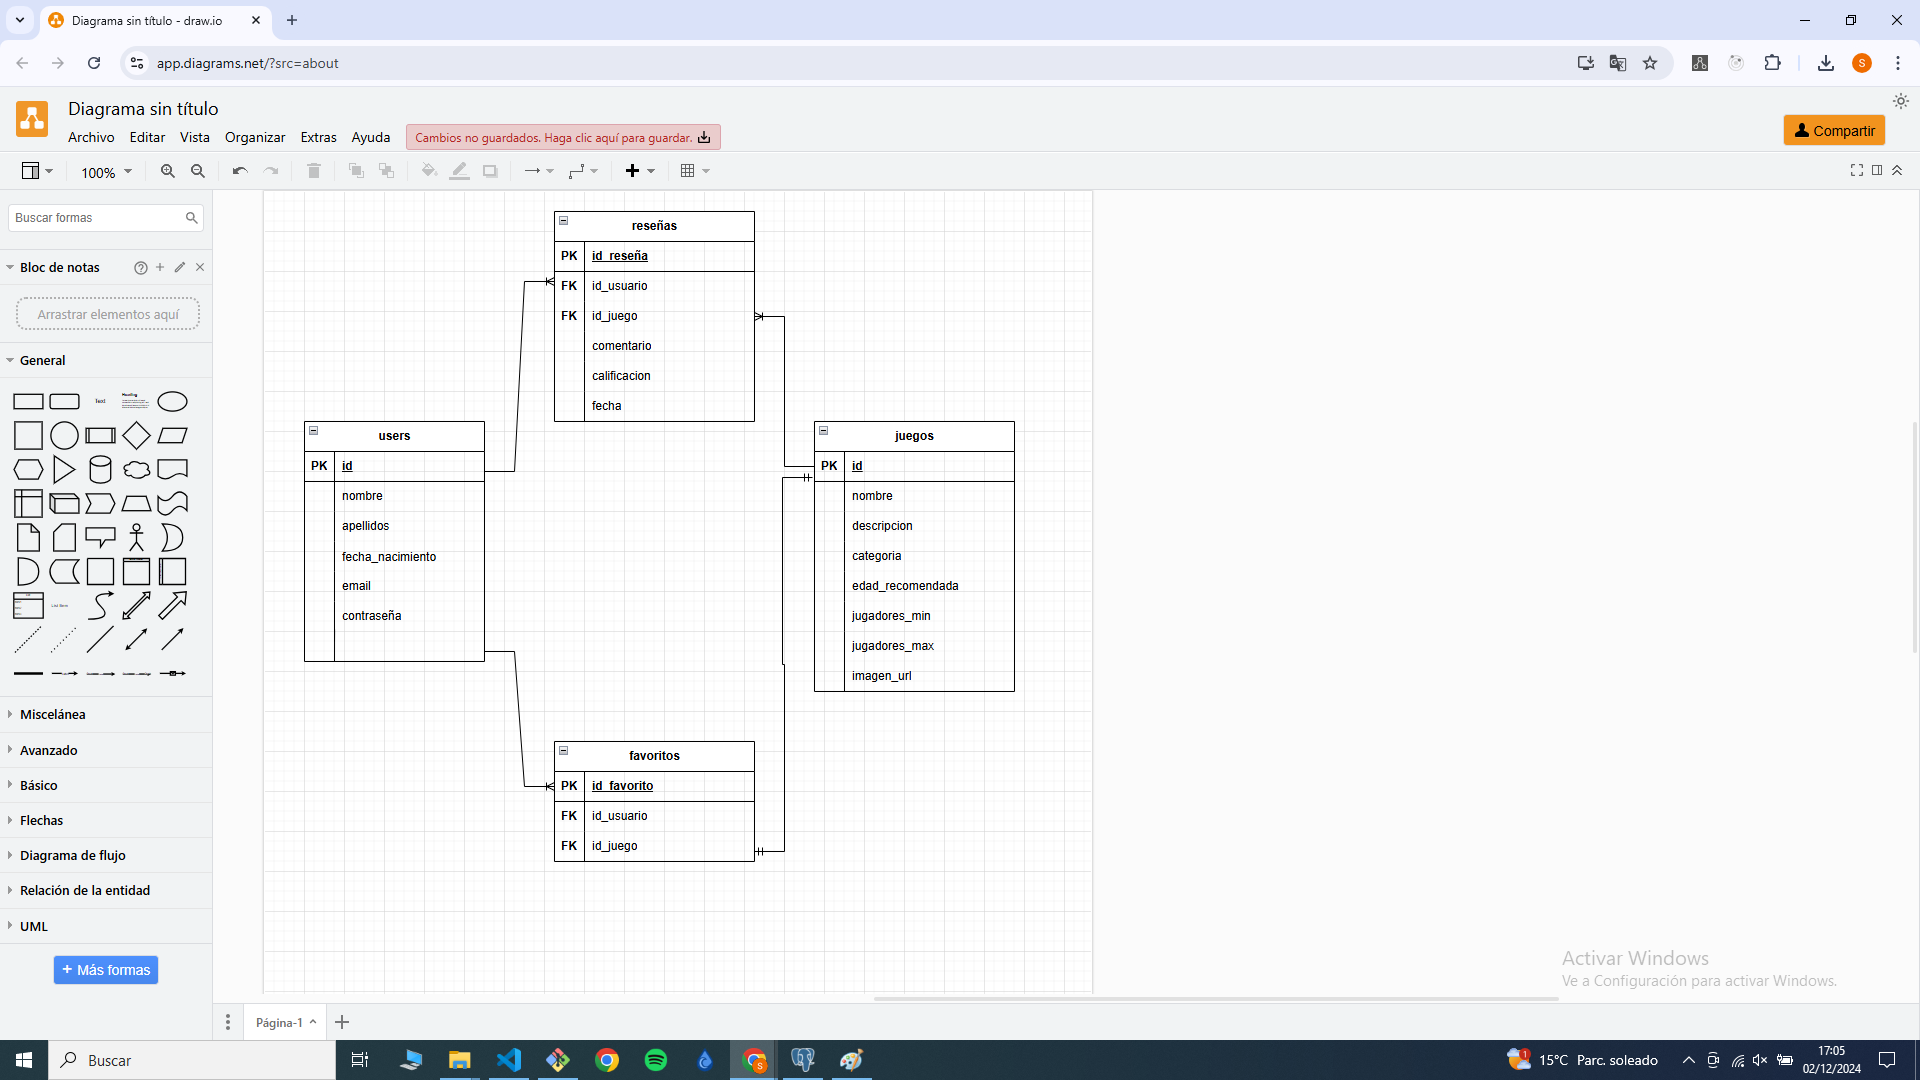 Diagrama sin título - draw.io
app.diagrams.net/?src=about
S
Diagrama sin título
Archivo Editar Vista Organizar Extras Ayuda
Cambios no guardados. Haga clic aquí para guardar.
Compartir
100%
Buscar formas
Bloc de notas
Arrastrar elementos aquí
General
Text
Heading
Misceláneas
Avanzado
Básico
Flechas
Diagrama de flujo
Relación de la entidad
UML
+ Más formas
reseñas
PK id_reseña
FK id_usuario
FK id_juego
comentario
calificacion
fecha
users
PK id
nombre
apellidos
fecha_nacimiento
email
contraseña
juegos
PK id
nombre
descripcion
categoria
edad_recomendada
jugadores_min
jugadores_max
imagen_url
favoritos
PK id_favorito
FK id_usuario
FK id_juego
Activar Windows
Ve a Configuración para activar Windows.
Página-1
Buscar
15°C Parc. soleado
17:05
02/12/2024